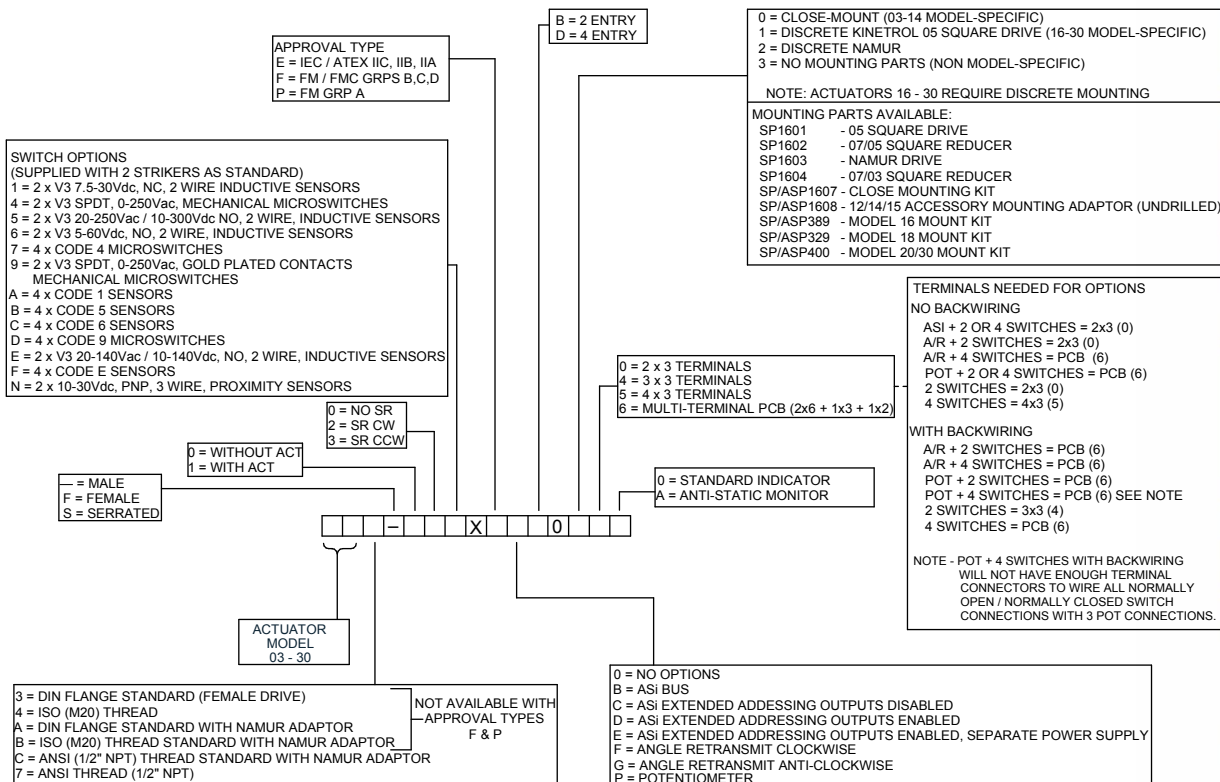 B = 2 ENTRY
D = 4 ENTRY
APPROVAL TYPE
E = IEC / ATEX IIC, IIB, IIA
F = FM / FMC GRPS B,C,D
P = FM GRP A
0 = CLOSE-MOUNT (03-14 MODEL-SPECIFIC)
1 = DISCRETE KINETROL 05 SQUARE DRIVE (16-30 MODEL-SPECIFIC)
2 = DISCRETE NAMUR
3 = NO MOUNTING PARTS (NON MODEL-SPECIFIC)
NOTE: ACTUATORS 16 - 30 REQUIRE DISCRETE MOUNTING
MOUNTING PARTS AVAILABLE:
SP1601 - 05 SQUARE DRIVE
SP1602 - 07/05 SQUARE REDUCER
SP1603 - NAMUR DRIVE
SP1604 - 07/03 SQUARE REDUCER
SP/ASP1607 - CLOSE MOUNTING KIT
SP/ASP1608 - 12/14/15 ACCESSORY MOUNTING ADAPTOR (UNDRILLED)
SP/ASP389 - MODEL 16 MOUNT KIT
SP/ASP329 - MODEL 18 MOUNT KIT
SP/ASP400 - MODEL 20/30 MOUNT KIT
SWITCH OPTIONS
(SUPPLIED WITH 2 STRIKERS AS STANDARD)
1 = 2 x V3 7.5-30Vdc, NC, 2 WIRE INDUCTIVE SENSORS
4 = 2 x V3 SPDT, 0-250Vac, MECHANICAL MICROSWITCHES
5 = 2 x V3 20-250Vac / 10-300Vdc NO, 2 WIRE, INDUCTIVE SENSORS
6 = 2 x V3 5-60Vdc, NO, 2 WIRE, INDUCTIVE SENSORS
7 = 4 x CODE 4 MICROSWITCHES
9 = 2 x V3 SPDT, 0-250Vac, GOLD PLATED CONTACTS
MECHANICAL MICROSWITCHES
A = 4 x CODE 1 SENSORS
B = 4 x CODE 5 SENSORS
C = 4 x CODE 6 SENSORS
D = 4 x CODE 9 MICROSWITCHES
E = 2 x V3 20-140Vac / 10-140Vdc, NO, 2 WIRE, INDUCTIVE SENSORS
F = 4 x CODE E SENSORS
N = 2 x 10-30Vdc, PNP, 3 WIRE, PROXIMITY SENSORS
TERMINALS NEEDED FOR OPTIONS
NO BACKWIRING
ASI + 2 OR 4 SWITCHES = 2x3 (0)
A/R + 2 SWITCHES = 2x3 (0)
A/R + 4 SWITCHES = PCB (6)
POT + 2 OR 4 SWITCHES = PCB (6)
2 SWITCHES = 2x3 (0)
4 SWITCHES = 4x3 (5)
WITH BACKWIRING
A/R + 2 SWITCHES = PCB (6)
A/R + 4 SWITCHES = PCB (6)
POT + 2 SWITCHES = PCB (6)
POT + 4 SWITCHES = PCB (6) SEE NOTE
2 SWITCHES = 3x3 (4)
4 SWITCHES = PCB (6)
NOTE - POT + 4 SWITCHES WITH BACKWIRING
WILL NOT HAVE ENOUGH TERMINAL
CONNECTORS TO WIRE ALL NORMALLY
OPEN / NORMALLY CLOSED SWITCH
CONNECTIONS WITH 3 POT CONNECTIONS.
0 = 2 x 3 TERMINALS
4 = 3 x 3 TERMINALS
5 = 4 x 3 TERMINALS
6 = MULTI-TERMINAL PCB (2x6 + 1x3 + 1x2)
0 = NO SR
2 = SR CW
3 = SR CCW
0 = WITHOUT ACT
1 = WITH ACT
— = MALE
F = FEMALE
S = SERRATED
0 = STANDARD INDICATOR
A = ANTI-STATIC MONITOR
– X 0
ACTUATOR
MODEL
03 - 30
3 = DIN FLANGE STANDARD (FEMALE DRIVE)
4 = ISO (M20) THREAD
A = DIN FLANGE STANDARD WITH NAMUR ADAPTOR
B = ISO (M20) THREAD STANDARD WITH NAMUR ADAPTOR
C = ANSI (1/2" NPT) THREAD STANDARD WITH NAMUR ADAPTOR
7 = ANSI THREAD (1/2" NPT)
NOT AVAILABLE WITH
APPROVAL TYPES
F & P
0 = NO OPTIONS
B = ASi BUS
C = ASi EXTENDED ADDESSING OUTPUTS DISABLED
D = ASi EXTENDED ADDRESSING OUTPUTS ENABLED
E = ASi EXTENDED ADDRESSING OUTPUTS ENABLED, SEPARATE POWER SUPPLY
F = ANGLE RETRANSMIT CLOCKWISE
G = ANGLE RETRANSMIT ANTI-CLOCKWISE
P = POTENTIOMETER